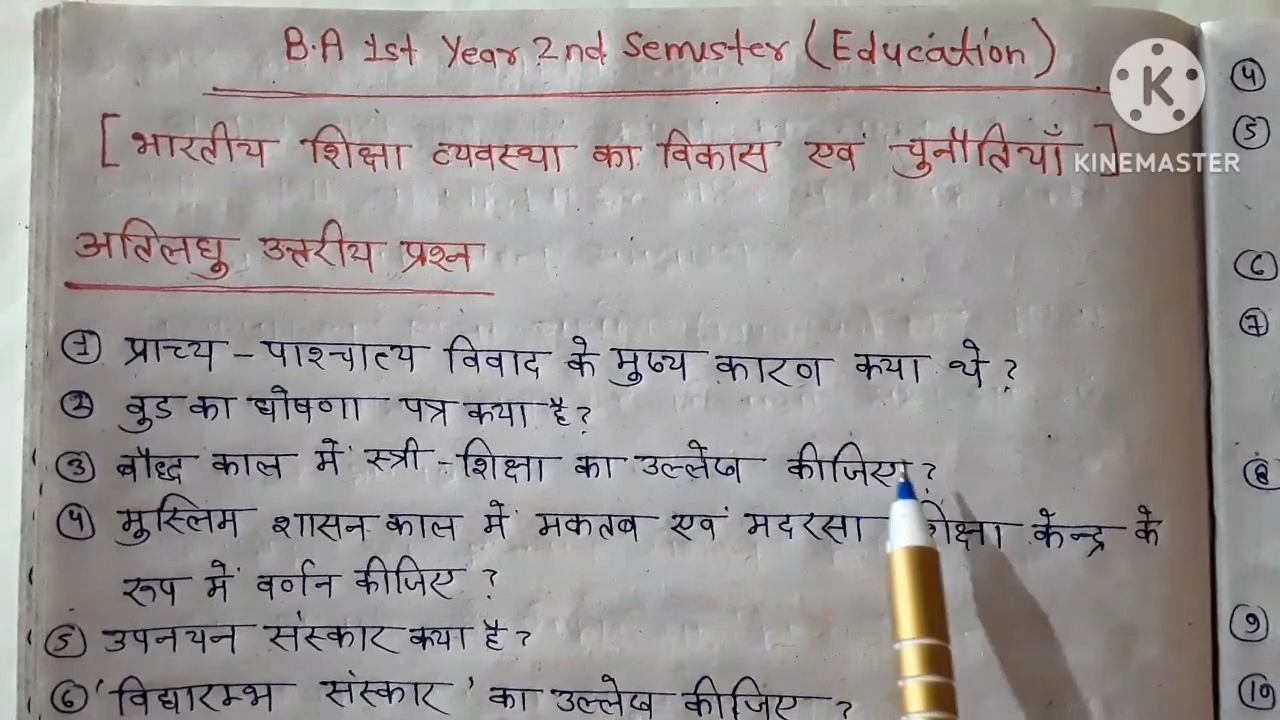 B.A 1st Year 2nd Semester (Education)
[भारतीय शिक्षा व्यवस्था का विकास एवं चुनौतियाँ]
K
KINEMASTER
अतिलघु उत्तरीय प्रश्न
① प्राच्य - पाश्चात्य विवाद के मुख्य कारण क्या थे ?
② वुड का घोषणा पत्र क्या है ?
③ बौद्ध काल में स्त्री - शिक्षा का उल्लेख कीजिए ?
④ मुस्लिम शासन काल में मकतब एवं मदरसा शिक्षा केन्द्र के
रूप में वर्णन कीजिए ?
⑤ उपनयन संस्कार क्या है ?
⑥ 'विद्यारम्भ संस्कार' का उल्लेख कीजिए ?
④
⑤
⑥
⑦
⑧
⑨
⑩